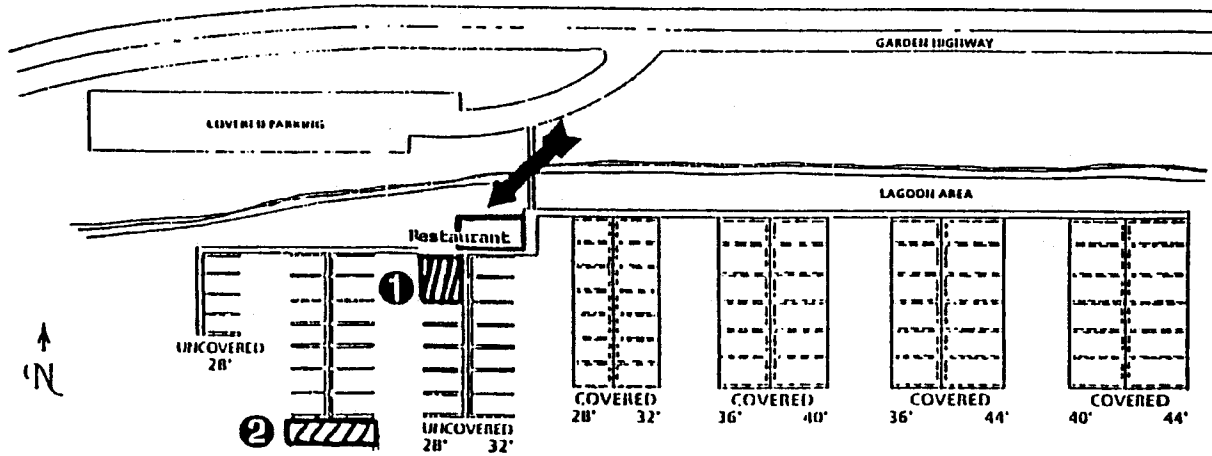 GARDEN HIGHWAY
COVERED PARKING
LAGOON AREA
Restaurant
1
N
UNCOVERED
28'
2
UNCOVERED
28' 32'
COVERED
28' 32'
COVERED
36' 40'
COVERED
36' 44'
COVERED
40' 44'